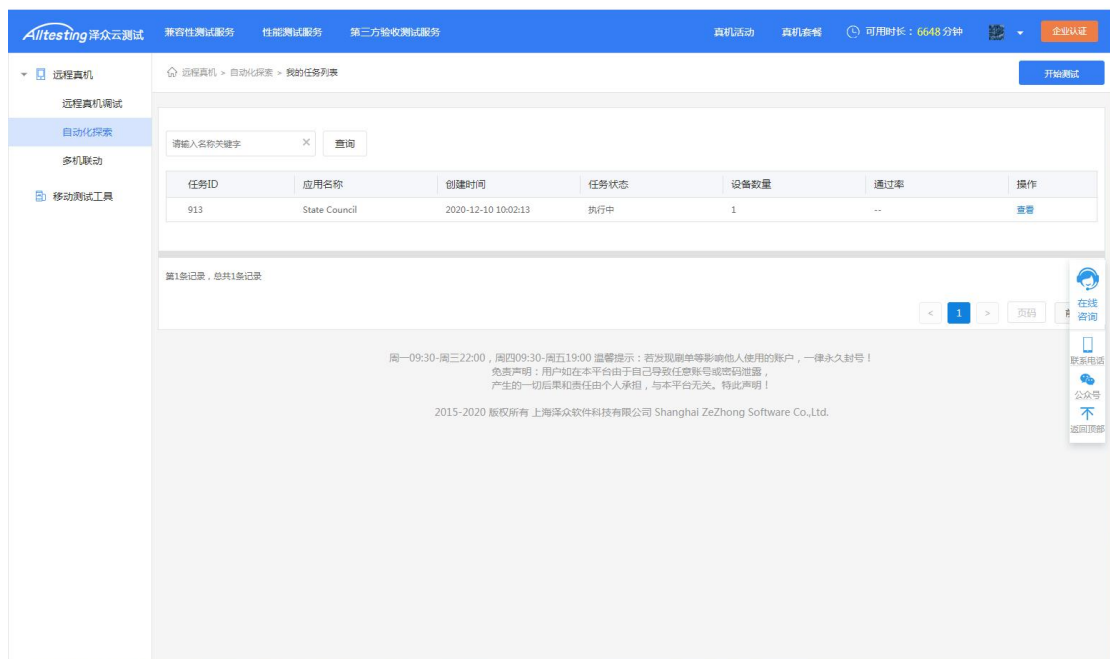 Alltesting泽众云测试 兼容性测试服务 性能测试服务 第三方验收测试服务 真机活动 真机套餐 可用时长：6648分钟 企业认证
远程真机
远程真机调试
自动化探索
多机联动
移动测试工具
远程真机 > 自动化探索 > 我的任务列表 开始测试
请输入名称关键字 × 查询
任务ID 应用名称 创建时间 任务状态 设备数量 通过率 操作
913 State Council 2020-12-10 10:02:13 执行中 1 -- 查看
第1条记录，总共1条记录
< 1 > 页码
在线
咨询
联系电话
公众号
返回顶部
周一09:30-周三22:00，周四09:30-周五19:00 温馨提示：若发现刷单等影响他人使用的账户，一律永久封号！
免责声明：用户如在本平台由于自己导致任意账号或密码泄露，
产生的一切后果和责任由个人承担，与本平台无关。特此声明！
2015-2020 版权所有 上海泽众软件科技有限公司 Shanghai ZeZhong Software Co.,Ltd.